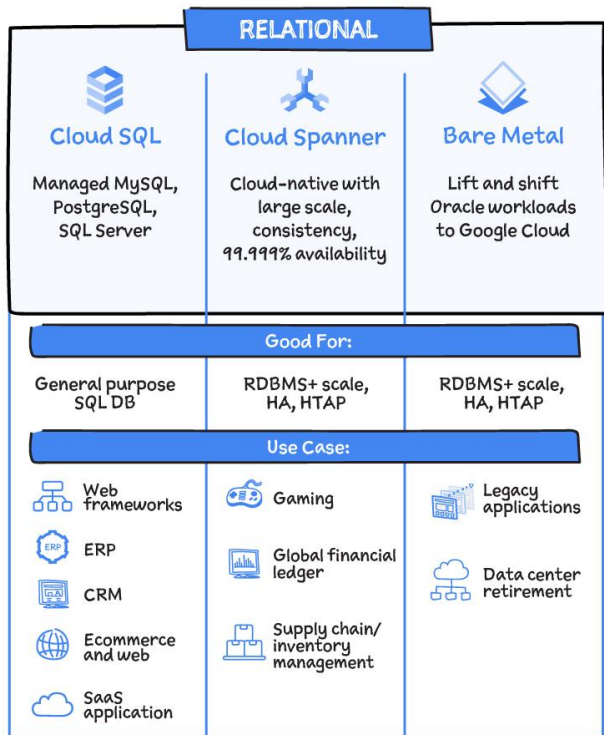 RELATIONAL
Cloud SQL
Managed MySQL,
PostgreSQL,
SQL Server
Cloud Spanner
Cloud-native with
large scale,
consistency,
99.999% availability
Bare Metal
Lift and shift
Oracle workloads
to Google Cloud
Good For:
General purpose
SQL DB
RDBMS+ scale,
HA, HTAP
RDBMS+ scale,
HA, HTAP
Use Case:
Web
frameworks
ERP
ERP
CRM
Ecommerce
and web
SaaS
application
Gaming
Global financial
ledger
Supply chain/
inventory
management
Legacy
applications
Data center
retirement